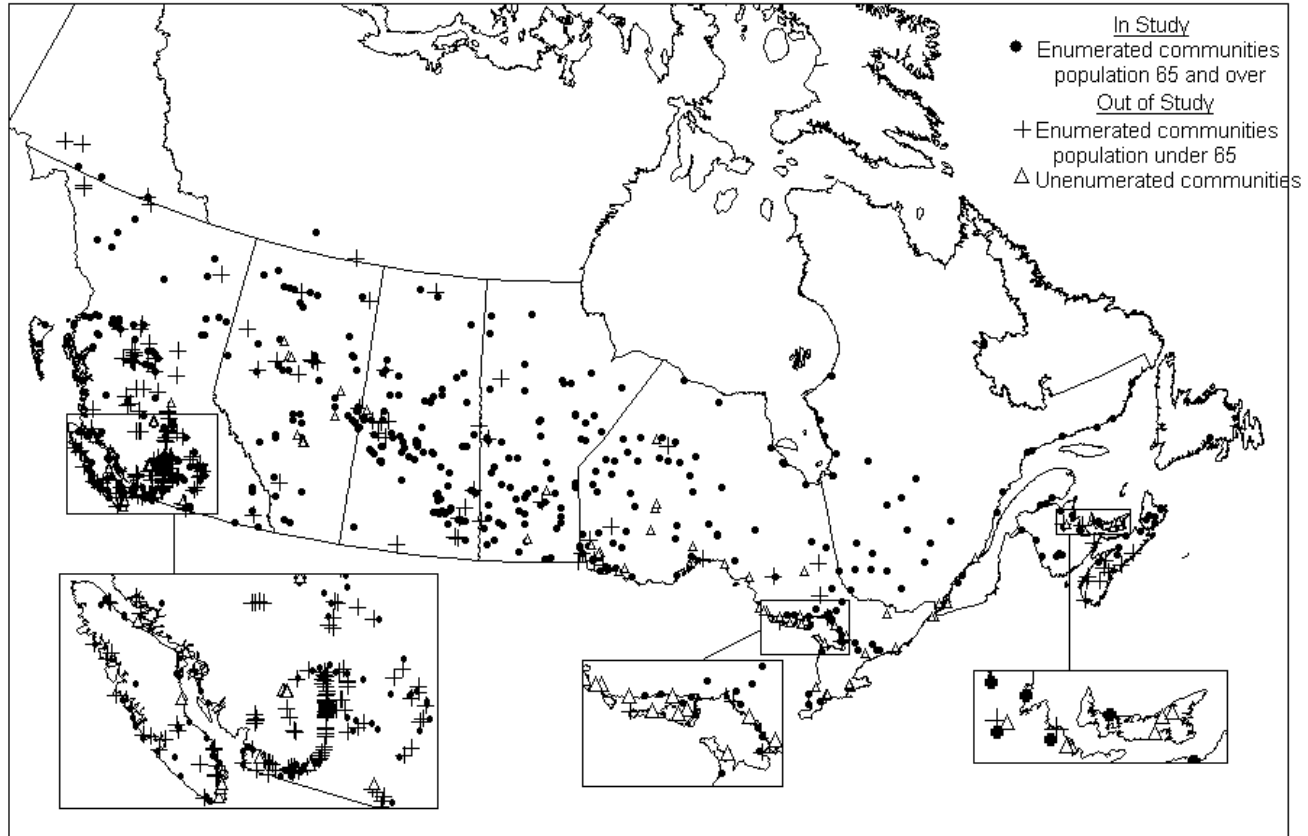 In Study
Enumerated communities
population 65 and over
Out of Study
Enumerated communities
population under 65
Unenumerated communities